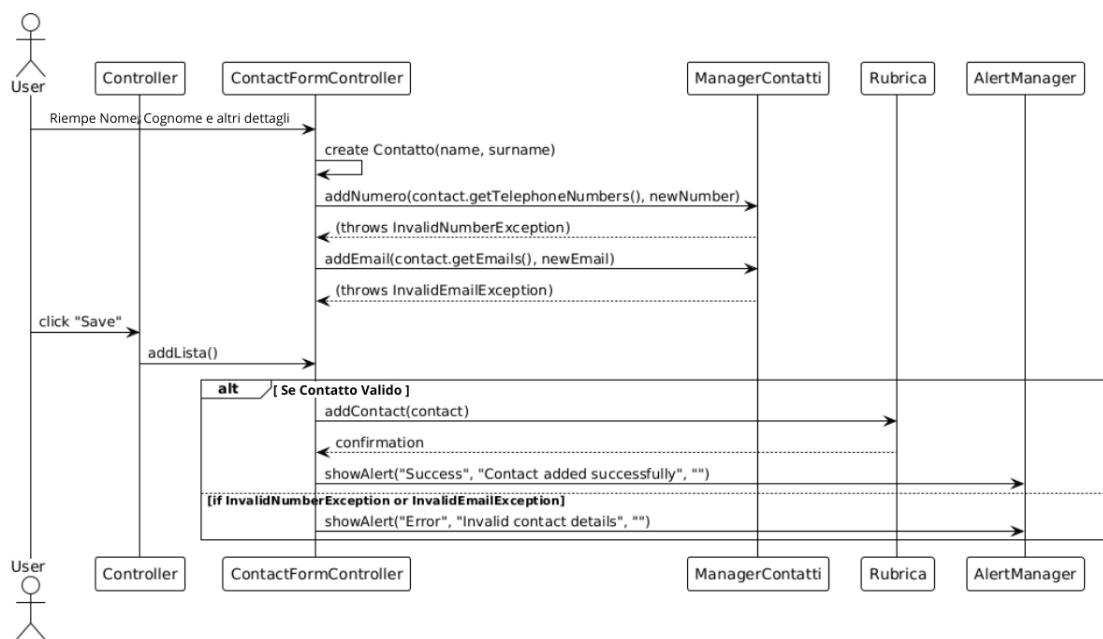 User
Controller
ContactFormController
ManagerContatti
Rubrica
AlertManager
Riempe Nome, Cognome e altri dettagli
create Contatto(name, surname)
addNumero(contact.getTelephoneNumbers(), newNumber)
(throws InvalidNumberException)
addEmail(contact.getEmails(), newEmail)
(throws InvalidEmailException)
click "Save"
addLista()
alt [ Se Contatto Valido ]
addContact(contact)
confirmation
showAlert("Success", "Contact added successfully", "")
[if InvalidNumberException or InvalidEmailException]
showAlert("Error", "Invalid contact details", "")
User
Controller
ContactFormController
ManagerContatti
Rubrica
AlertManager